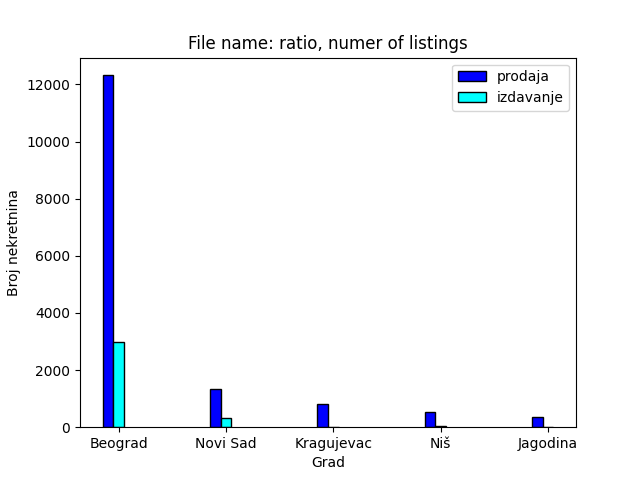 File name: ratio, numer of listings
prodaja
izdavanje
12000
10000
8000
6000
4000
2000
0
Broj nekretnina
Beograd Novi Sad Kragujevac Niš Jagodina
Grad